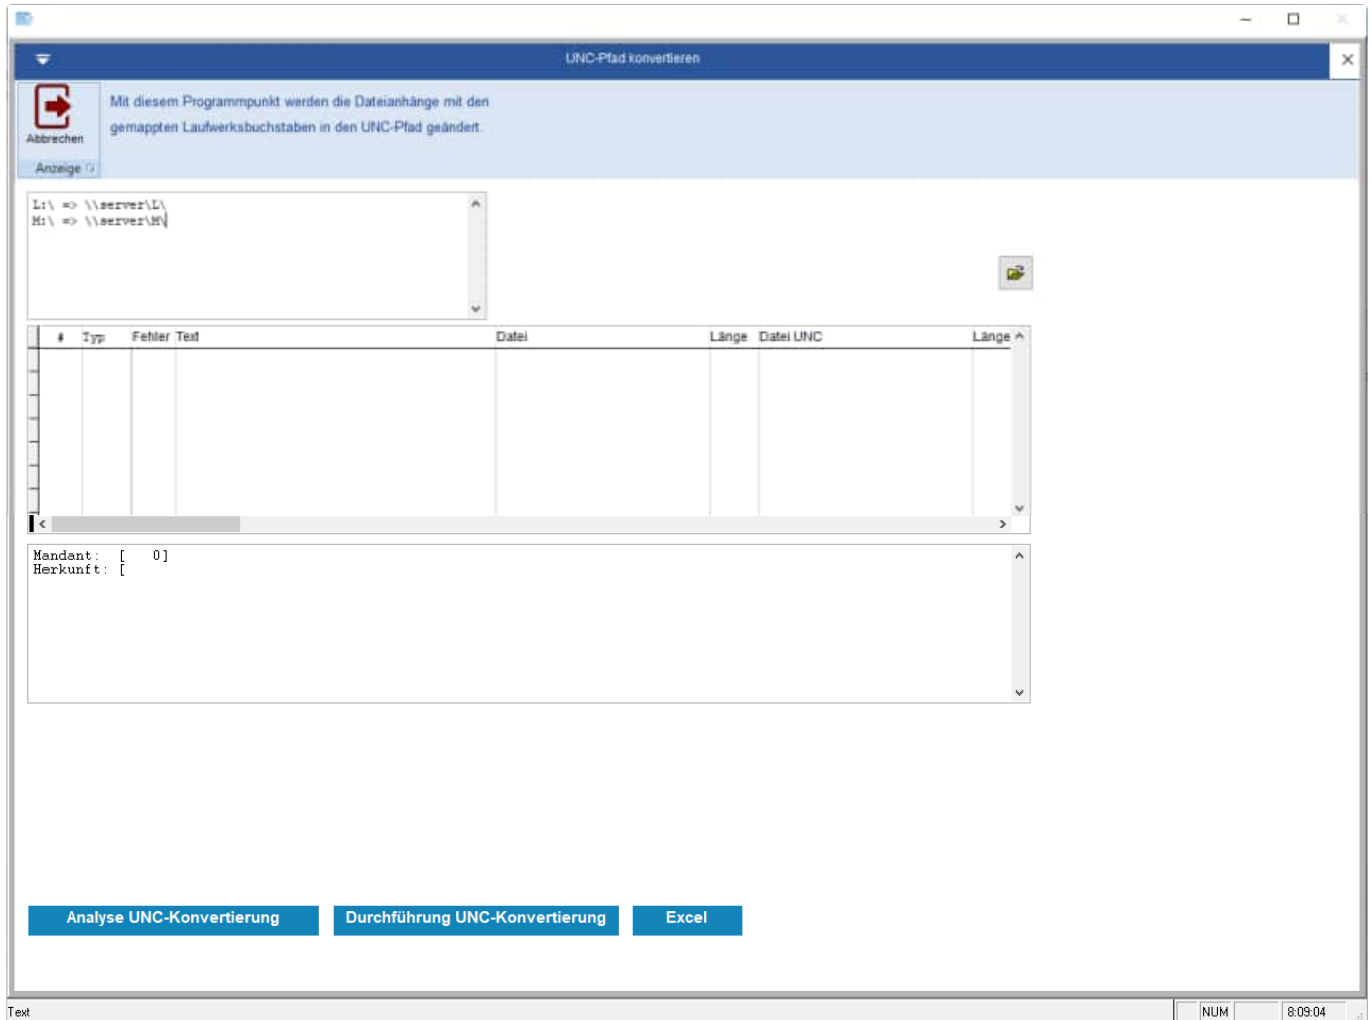 UNC-Pfad konvertieren
Mit diesem Programmpunkt werden die Dateianhänge mit den
gemappten Laufwerksbuchstaben in den UNC-Pfad geändert.
Abbrechen
Anzeige
L:\ => \\server\L\
M:\ => \\server\M\
# Typ Fehler Text Datei Länge Datei UNC Länge
Mandant: [ 0]
Herkunft: [
Analyse UNC-Konvertierung Durchführung UNC-Konvertierung Excel
Text NUM 8:09:04